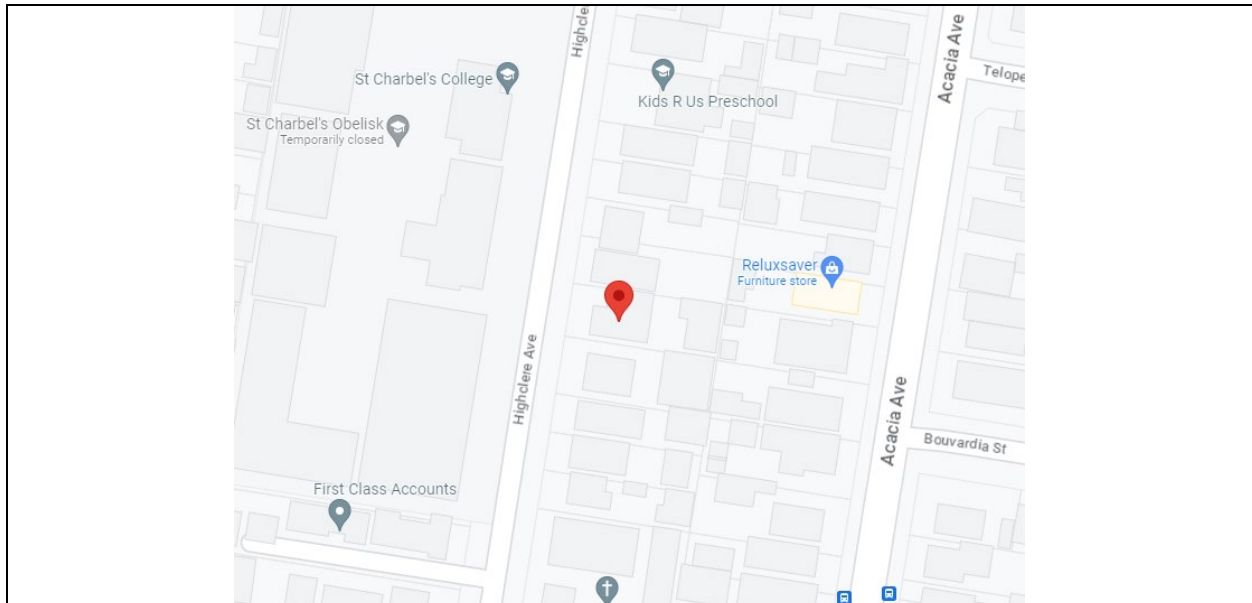 Highcle
Acacia Ave
Telope
St Charbel's College
Kids R Us Preschool
St Charbel's Obelisk
Temporarily closed
Reluxsaver
Furniture store
Highclere Ave
Acacia Ave
Bouvardia St
First Class Accounts